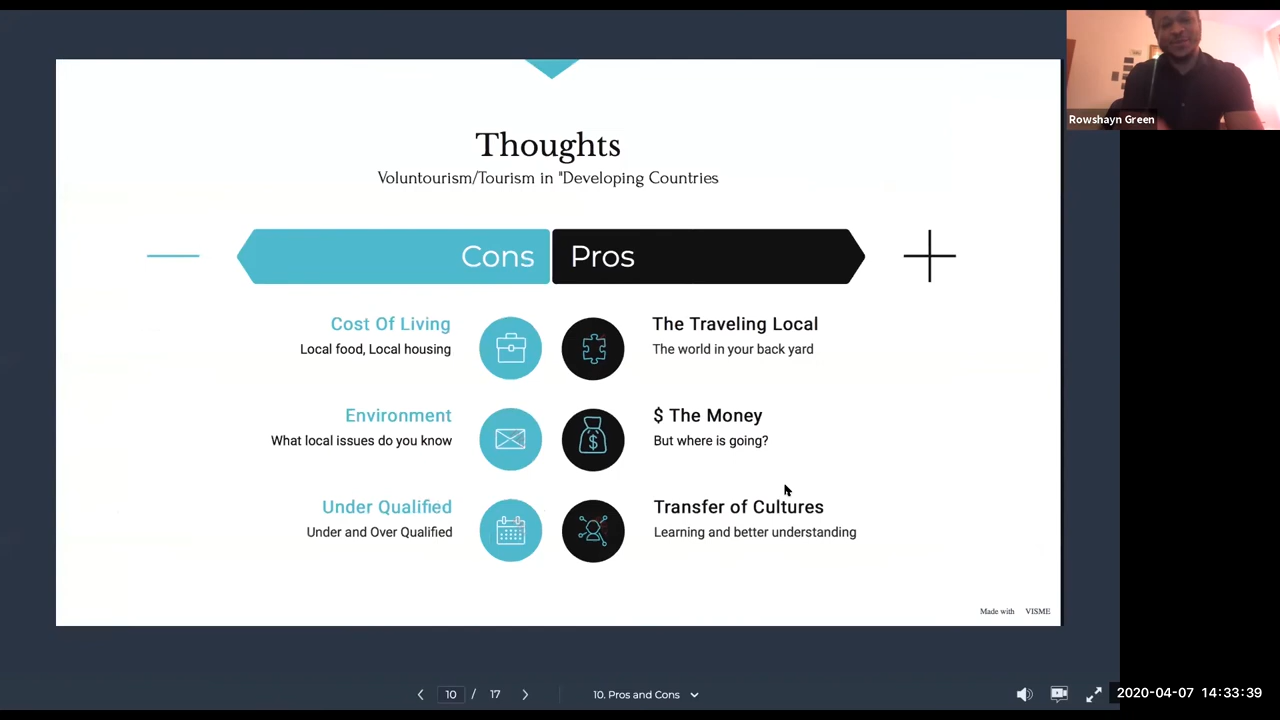 Rowshayn Green
Thoughts
Voluntourism/Tourism in "Developing Countries
Cons
Pros
Cost Of Living
Local food, Local housing
The Traveling Local
The world in your back yard
Environment
What local issues do you know
$ The Money
But where is going?
Under Qualified
Under and Over Qualified
Transfer of Cultures
Learning and better understanding
Made with VISME
10 / 17
10. Pros and Cons
2020-04-07 14:33:39